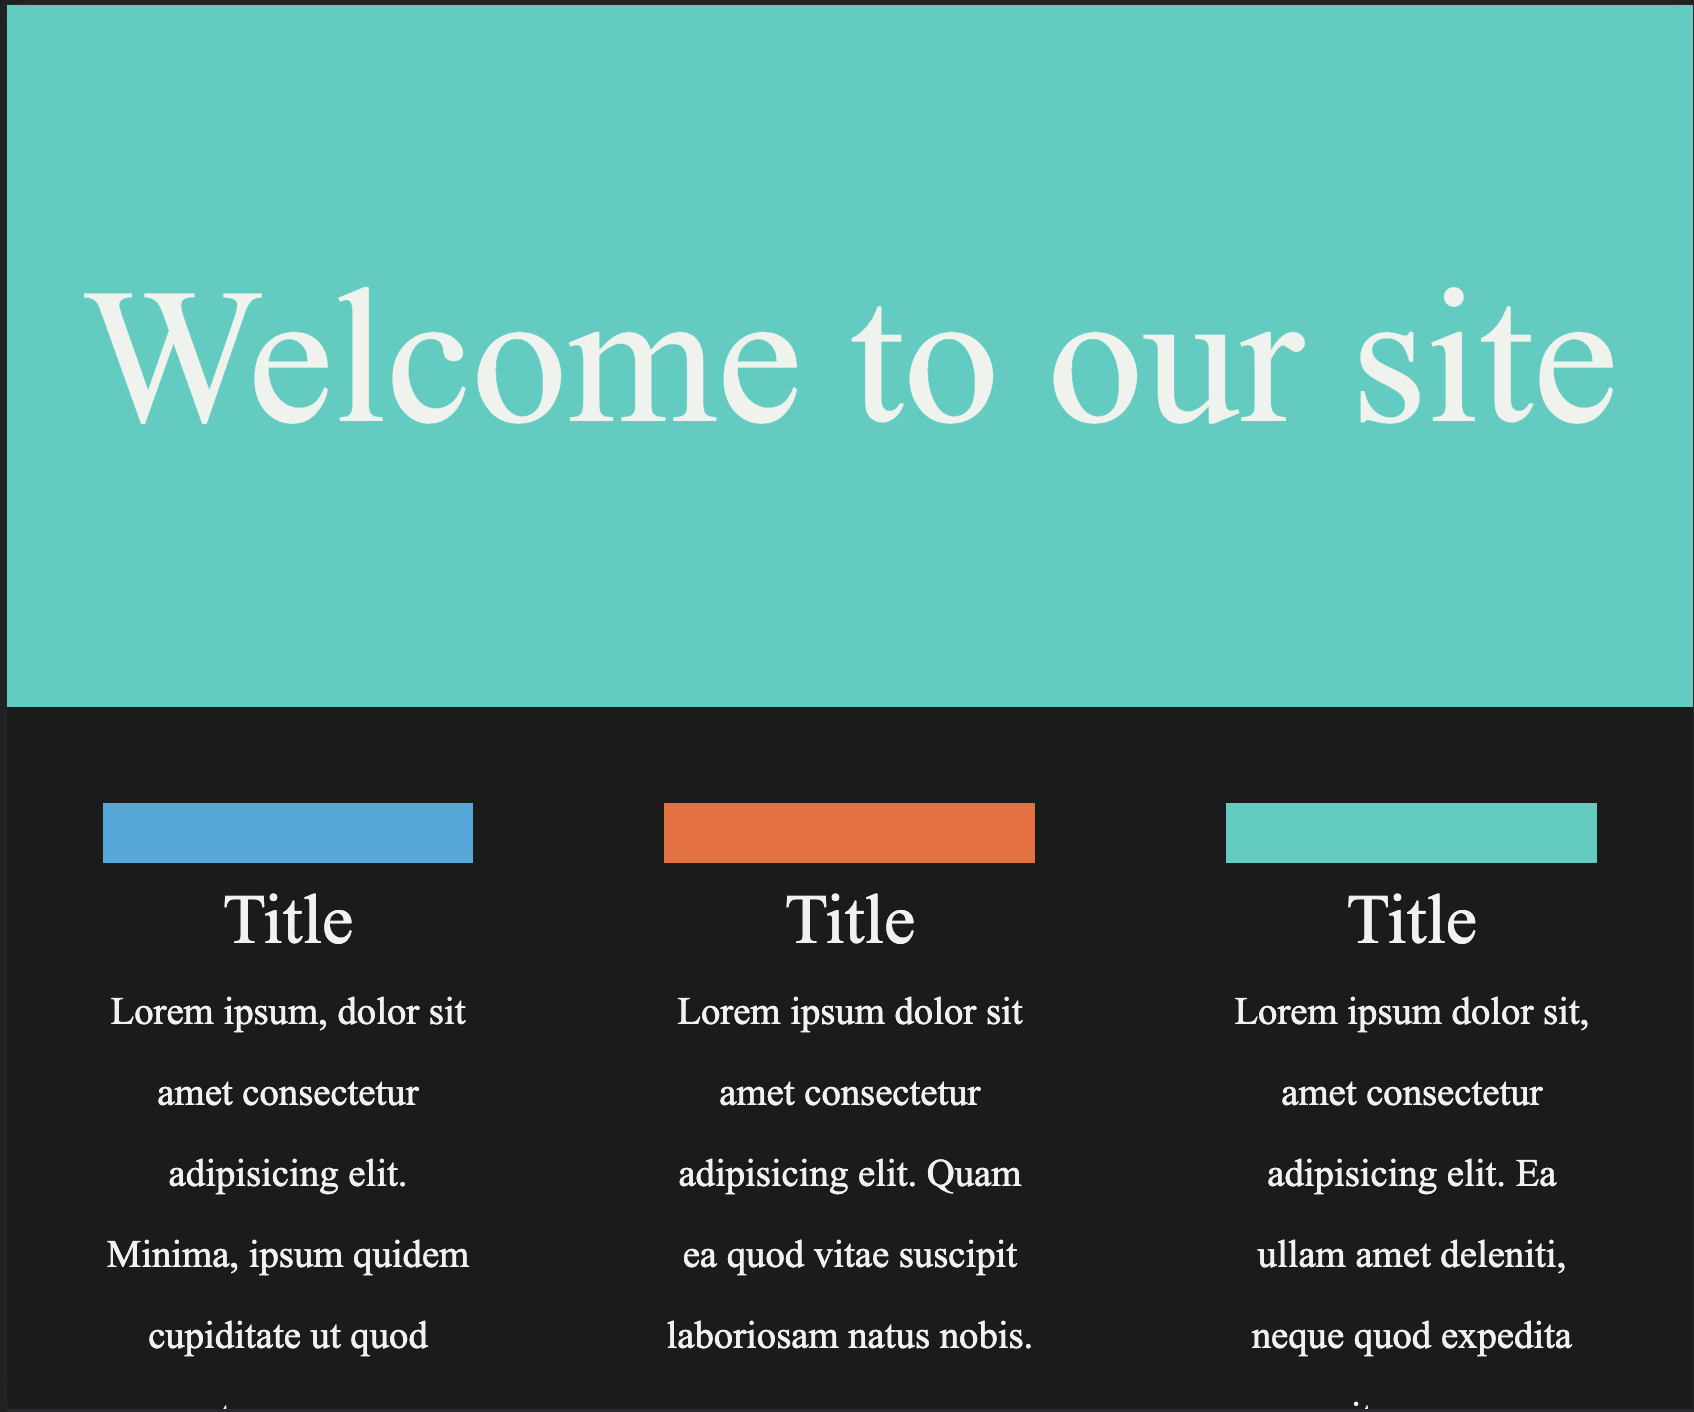 Welcome to our site
Title
Lorem ipsum, dolor sit
amet consectetur
adipisicing elit.
Minima, ipsum quidem
cupiditate ut quod
Title
Lorem ipsum dolor sit
amet consectetur
adipisicing elit. Quam
ea quod vitae suscipit
laboriosam natus nobis.
Title
Lorem ipsum dolor sit,
amet consectetur
adipisicing elit. Ea
ullam amet deleniti,
neque quod expedita